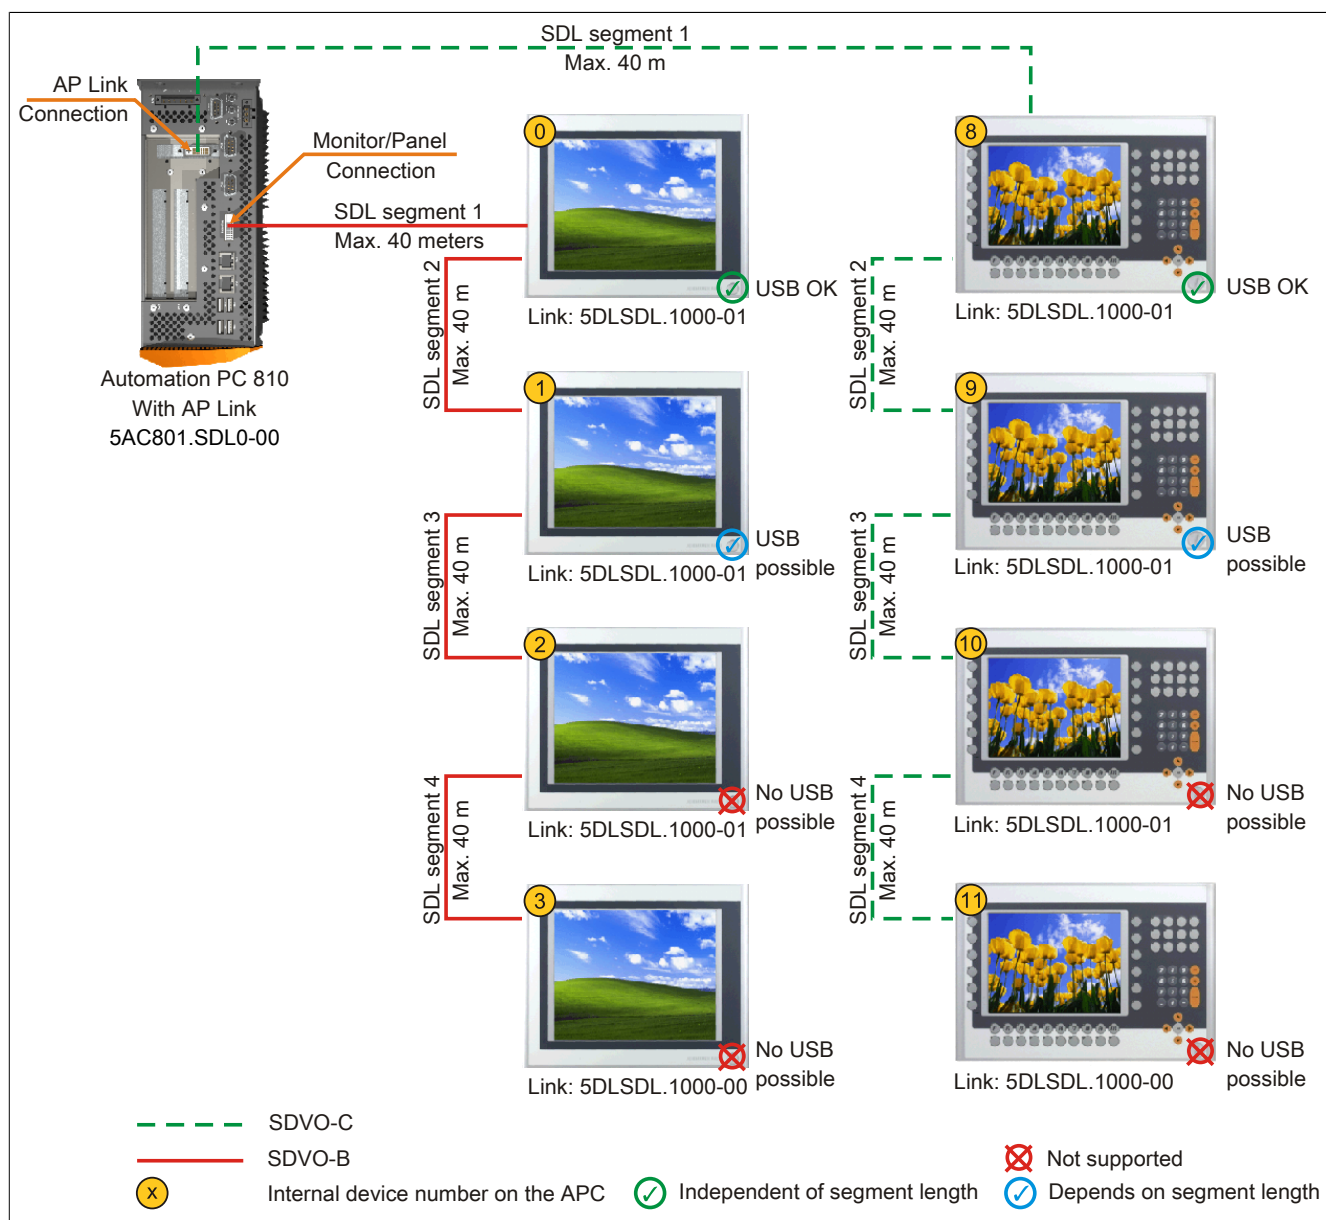 SDL segment 1
Max. 40 m
AP Link
Connection
Monitor/Panel
Connection
SDL segment 1
Max. 40 meters
Automation PC 810
With AP Link
5AC801.SDL0-00
0
USB OK
Link: 5DLSDL.1000-01
SDL segment 2
Max. 40 m
1
USB
possible
Link: 5DLSDL.1000-01
SDL segment 3
Max. 40 m
2
No USB
possible
Link: 5DLSDL.1000-01
SDL segment 4
Max. 40 m
3
No USB
possible
Link: 5DLSDL.1000-00
8
USB OK
Link: 5DLSDL.1000-01
SDL segment 2
Max. 40 m
9
USB
possible
Link: 5DLSDL.1000-01
SDL segment 3
Max. 40 m
10
No USB
possible
Link: 5DLSDL.1000-01
SDL segment 4
Max. 40 m
11
No USB
possible
Link: 5DLSDL.1000-00
SDVO-C
SDVO-B
Not supported
x
Internal device number on the APC
Independent of segment length
Depends on segment length